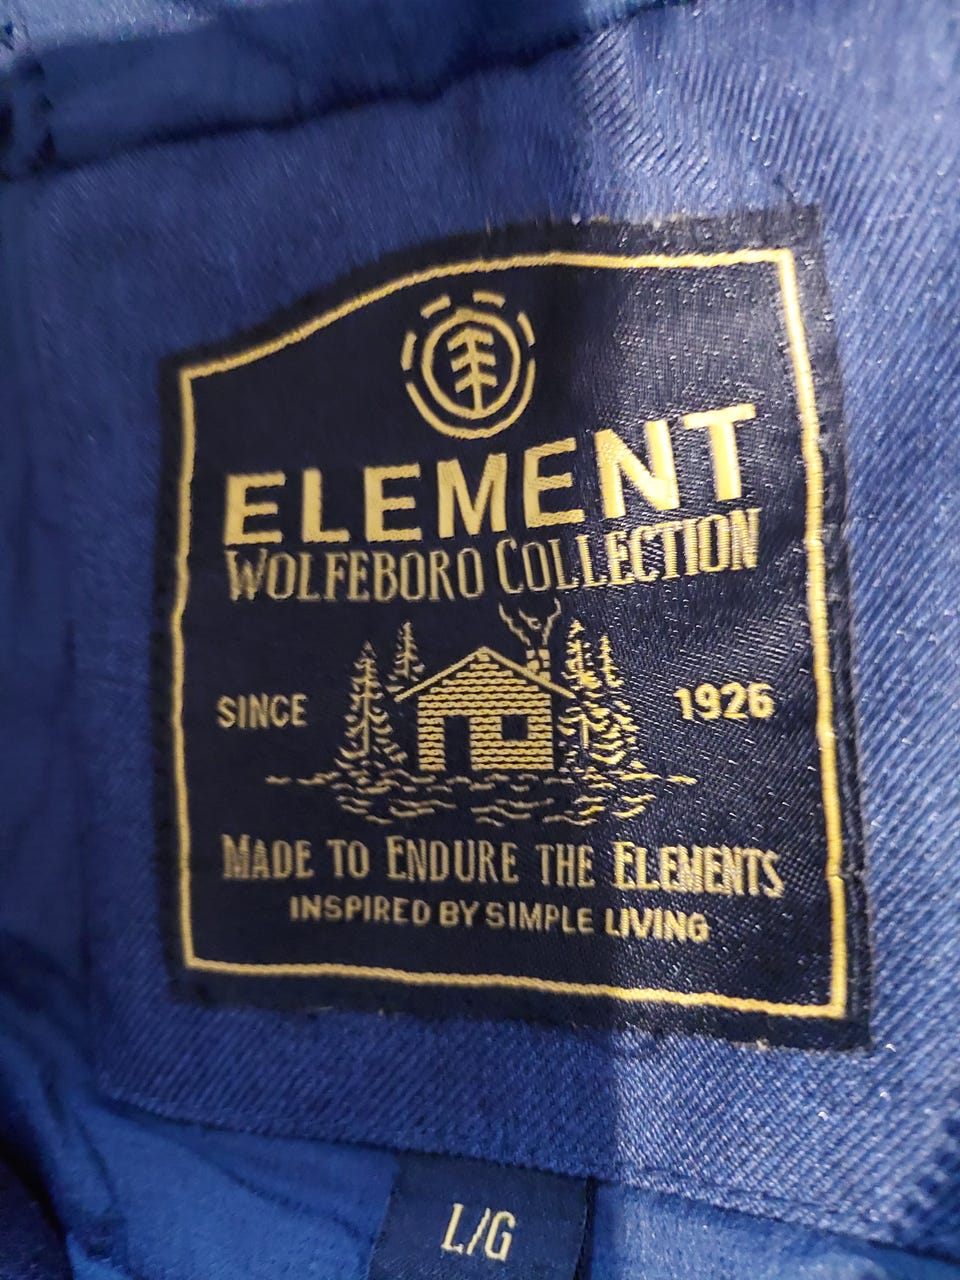 ELEMENT
WOLFEBORO COLLECTION
SINCE 1926
MADE TO ENDURE THE ELEMENTS
INSPIRED BY SIMPLE LIVING
L/G